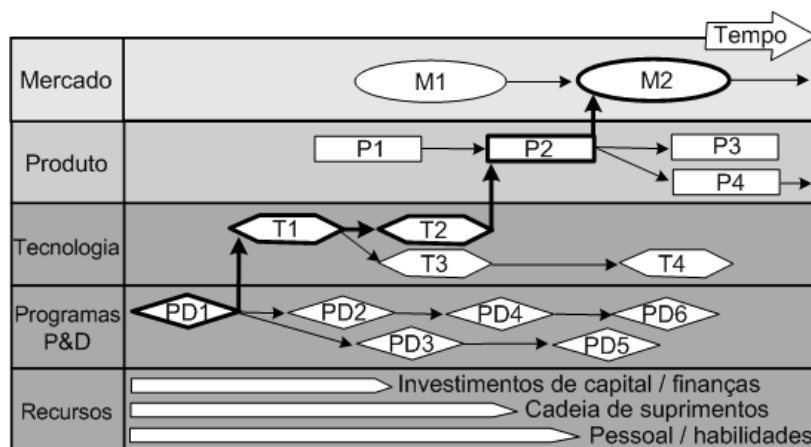 Tempo
Mercado
M1
M2
Produto
P1
P2
P3
P4
Tecnologia
T1
T2
T3
T4
Programas
P&D
PD1
PD2
PD4
PD6
PD3
PD5
Recursos
Investimentos de capital / finanças
Cadeia de suprimentos
Pessoal / habilidades